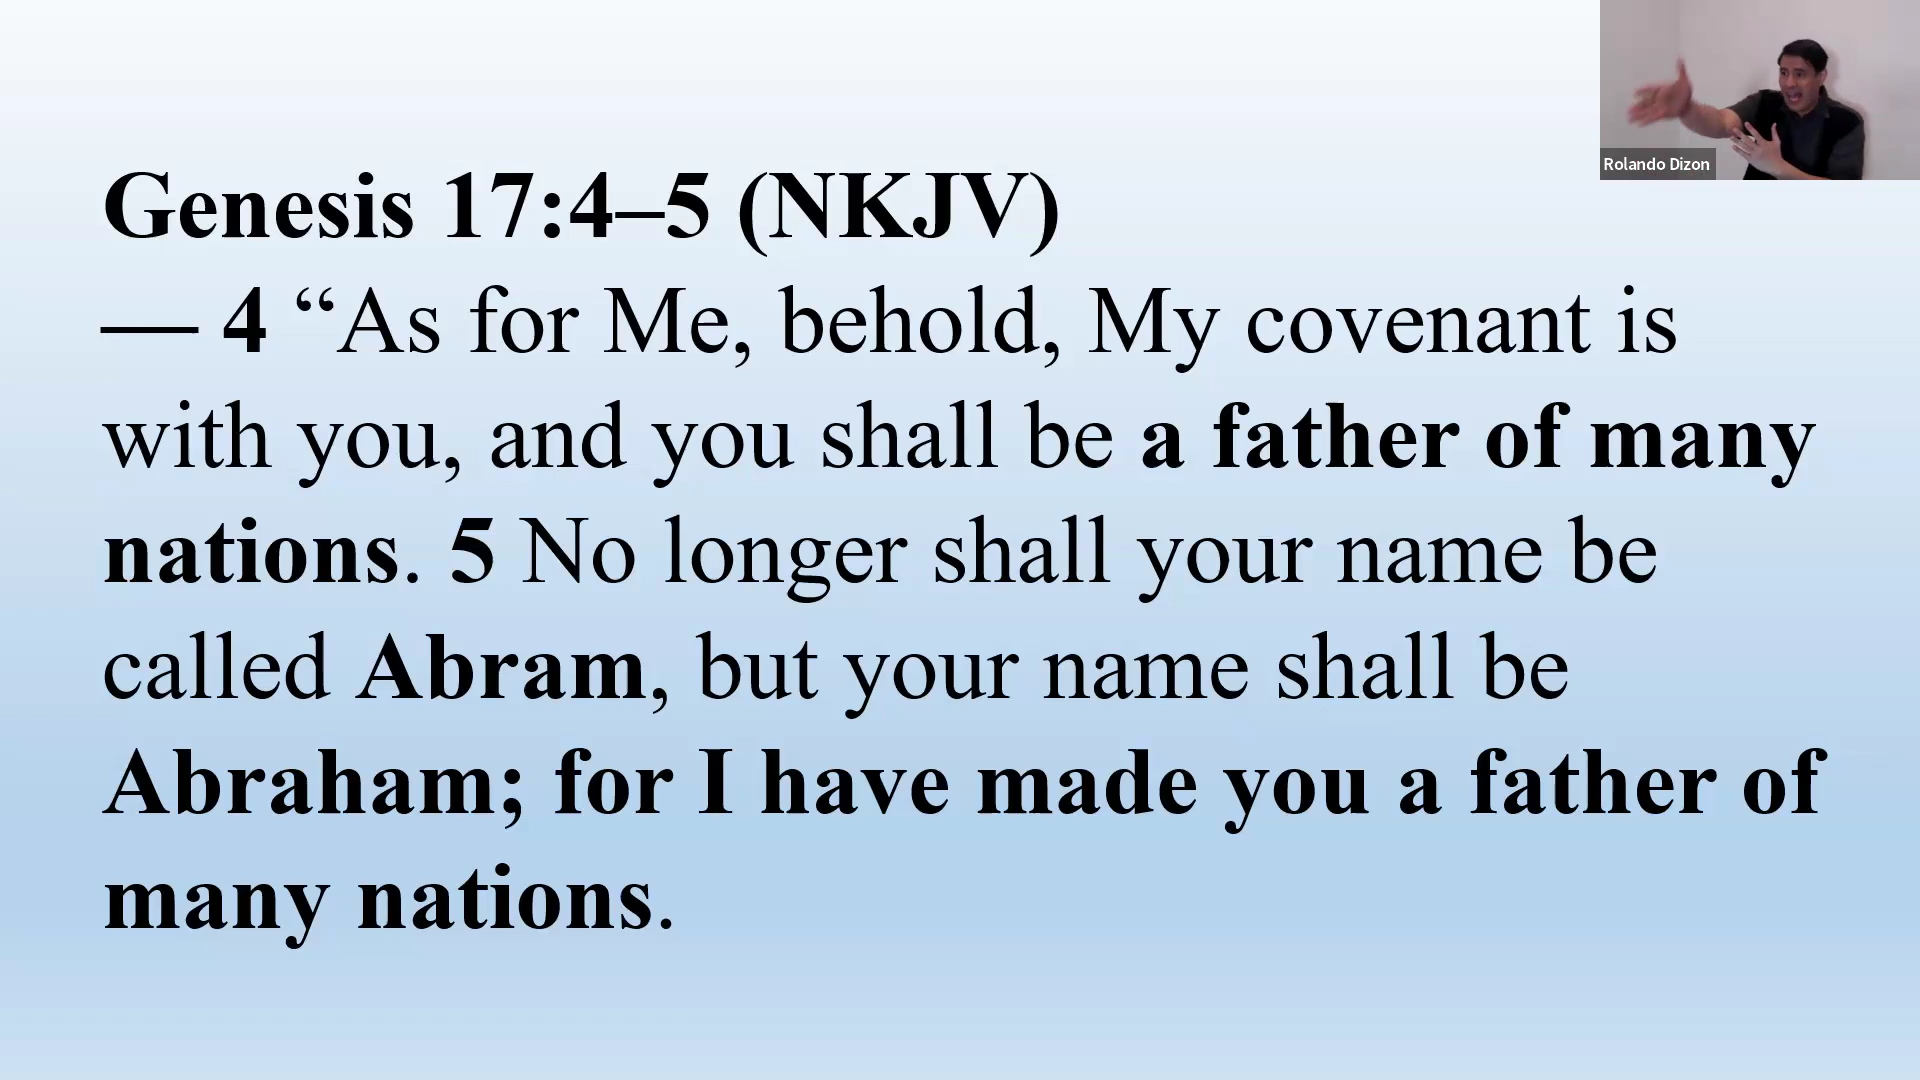 Rolando Dizon
Genesis 17:4–5 (NKJV)
— 4 “As for Me, behold, My covenant is
with you, and you shall be a father of many
nations. 5 No longer shall your name be
called Abram, but your name shall be
Abraham; for I have made you a father of
many nations.